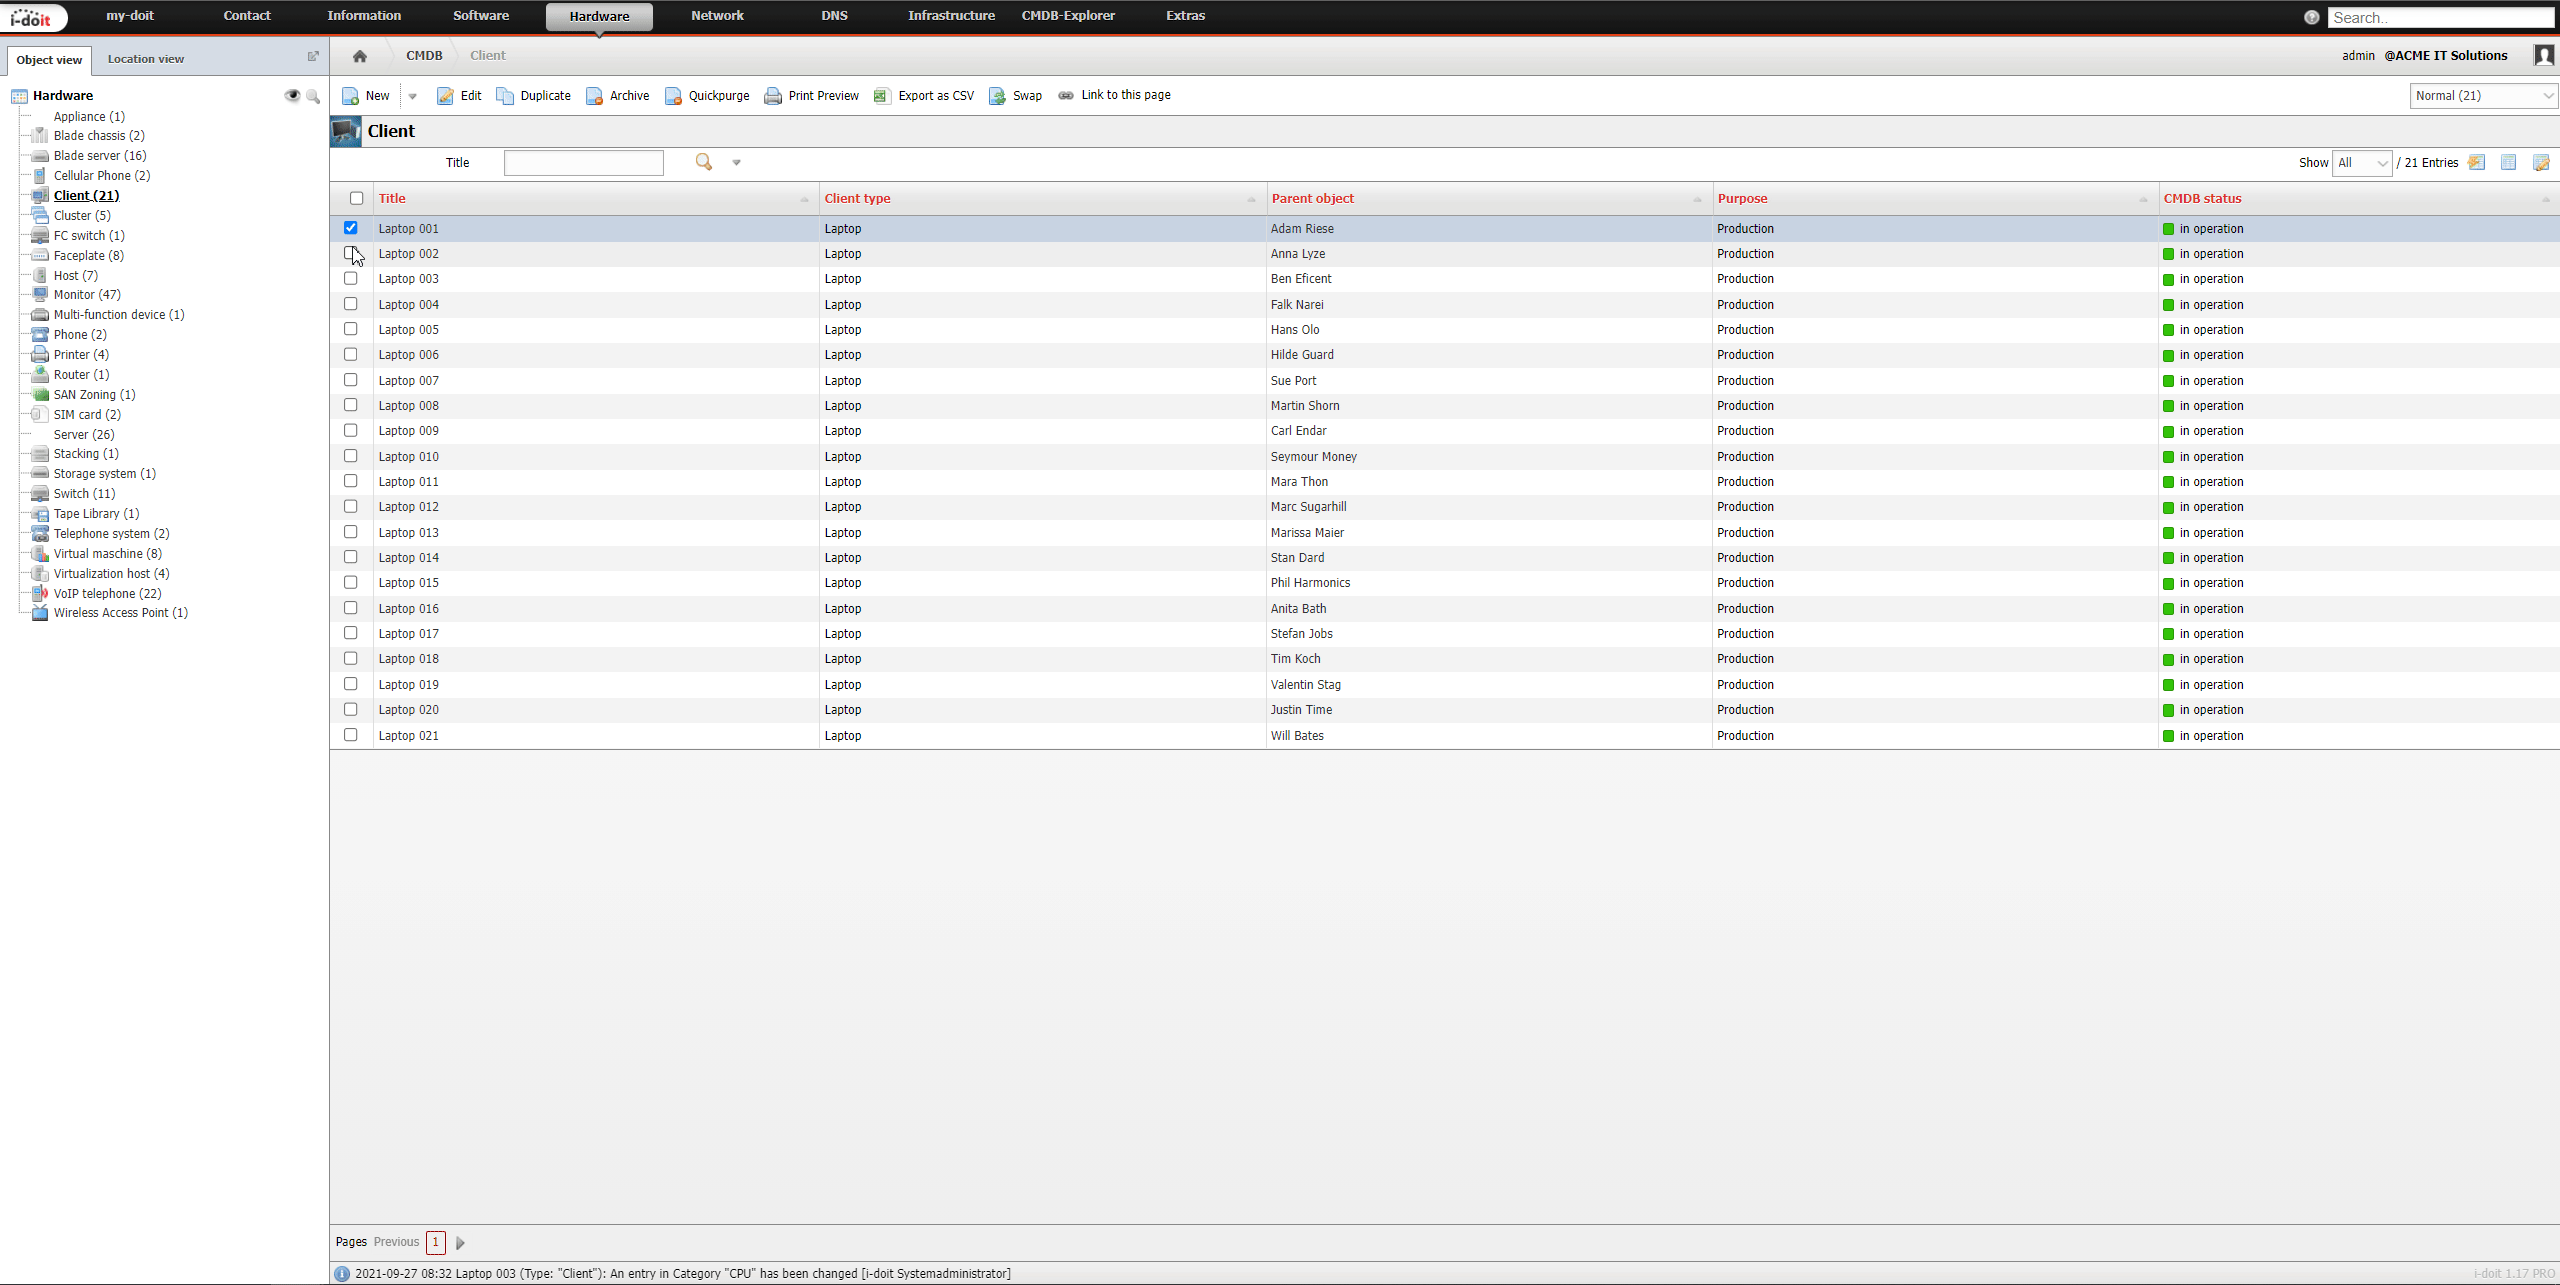 i-doit my-doit Contact Information Software Hardware Network DNS Infrastructure CMDB-Explorer Extras Search..
Object view Location view
CMDB Client admin @ACME IT Solutions
Hardware
Appliance (1)
Blade chassis (2)
Blade server (16)
Cellular Phone (2)
Client (21)
Cluster (5)
FC switch (1)
Faceplate (8)
Host (7)
Monitor (47)
Multi-function device (1)
Phone (2)
Printer (4)
Router (1)
SAN Zoning (1)
SIM card (2)
Server (26)
Stacking (1)
Storage system (1)
Switch (11)
Tape Library (1)
Telephone system (2)
Virtual maschine (8)
Virtualization host (4)
VoIP telephone (22)
Wireless Access Point (1)
New Edit Duplicate Archive Quickpurge Print Preview Export as CSV Swap Link to this page Normal (21)
Client
Title Show All / 21 Entries
Title Client type Parent object Purpose CMDB status
Laptop 001 Laptop Adam Riese Production in operation
Laptop 002 Laptop Anna Lyze Production in operation
Laptop 003 Laptop Ben Eficent Production in operation
Laptop 004 Laptop Falk Narei Production in operation
Laptop 005 Laptop Hans Olo Production in operation
Laptop 006 Laptop Hilde Guard Production in operation
Laptop 007 Laptop Sue Port Production in operation
Laptop 008 Laptop Martin Shorn Production in operation
Laptop 009 Laptop Carl Endar Production in operation
Laptop 010 Laptop Seymour Money Production in operation
Laptop 011 Laptop Mara Thon Production in operation
Laptop 012 Laptop Marc Sugarhill Production in operation
Laptop 013 Laptop Marissa Maier Production in operation
Laptop 014 Laptop Stan Dard Production in operation
Laptop 015 Laptop Phil Harmonics Production in operation
Laptop 016 Laptop Anita Bath Production in operation
Laptop 017 Laptop Stefan Jobs Production in operation
Laptop 018 Laptop Tim Koch Production in operation
Laptop 019 Laptop Valentin Stag Production in operation
Laptop 020 Laptop Justin Time Production in operation
Laptop 021 Laptop Will Bates Production in operation
Pages Previous 1
2021-09-27 08:32 Laptop 003 (Type: "Client"): An entry in Category "CPU" has been changed [i-doit Systemadministrator] i-doit 1.17 PRO